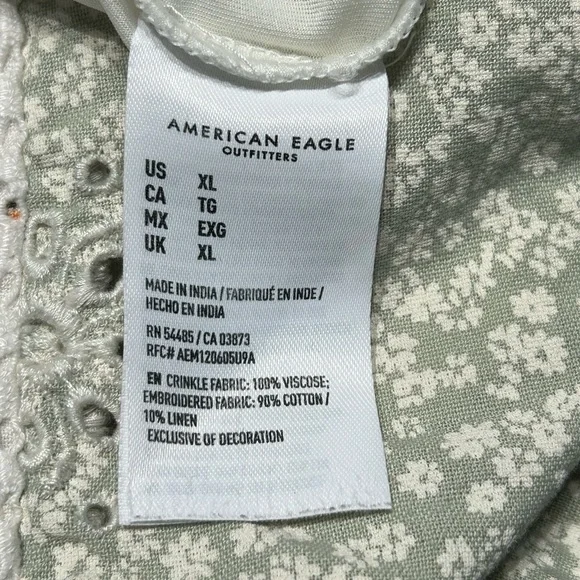 AMERICAN EAGLE
OUTFITTERS
US XL
CA TG
MX EXG
UK XL
MADE IN INDIA / FABRIQUÉ EN INDE /
HECHO EN INDIA
RN 54485 / CA 03873
RFC# AEM120605U9A
EN CRINKLE FABRIC: 100% VISCOSE;
EMBROIDERED FABRIC: 90% COTTON /
10% LINEN
EXCLUSIVE OF DECORATION